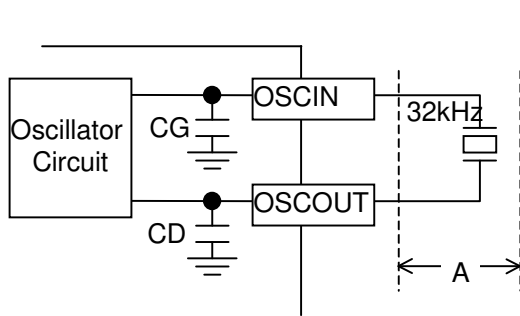 OSCIN
32kHz
CG
Oscillator
Circuit
OSCOUT
CD
A